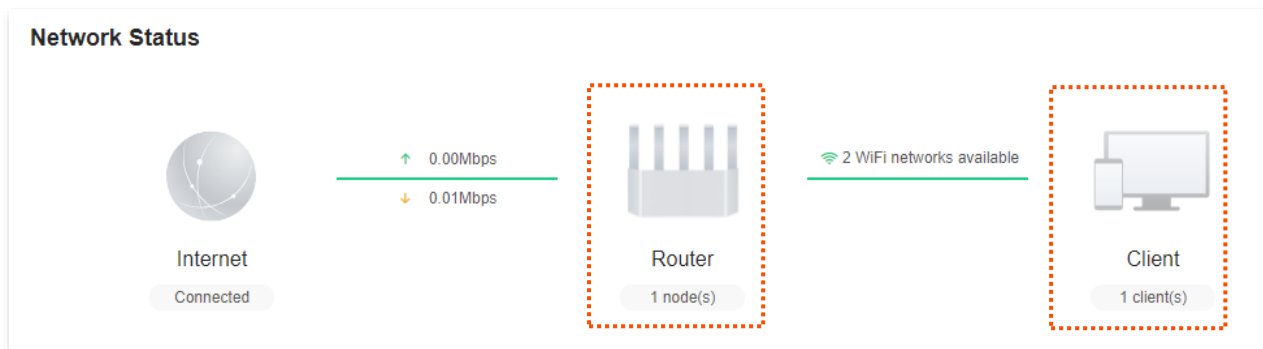 Network Status
0.00Mbps
2 WiFi networks available
0.01Mbps
Internet
Router
Client
Connected
1 node(s)
1 client(s)